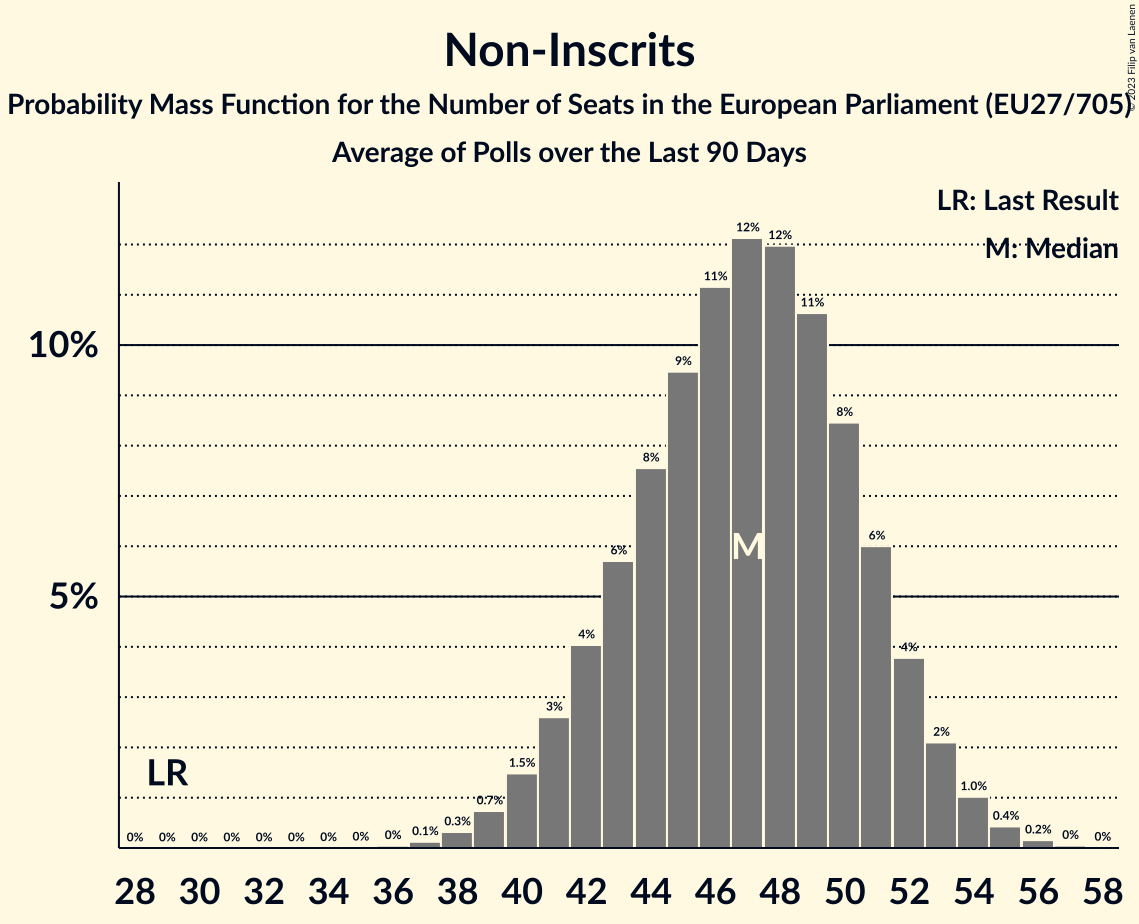 Non-Inscrits
Probability Mass Function for the Number of Seats in the European Parliament (EU27/705)
Average of Polls over the Last 90 Days
© 2023 Filip van Laenen
LR: Last Result
M: Median
10%
5%
LR
M
0% 0% 0% 0% 0% 0% 0% 0% 0% 0.1% 0.3% 0.7% 1.5% 3% 4% 6% 8% 9% 11% 12% 12% 11% 8% 6% 4% 2% 1.0% 0.4% 0.2% 0% 0%
28 30 32 34 36 38 40 42 44 46 48 50 52 54 56 58